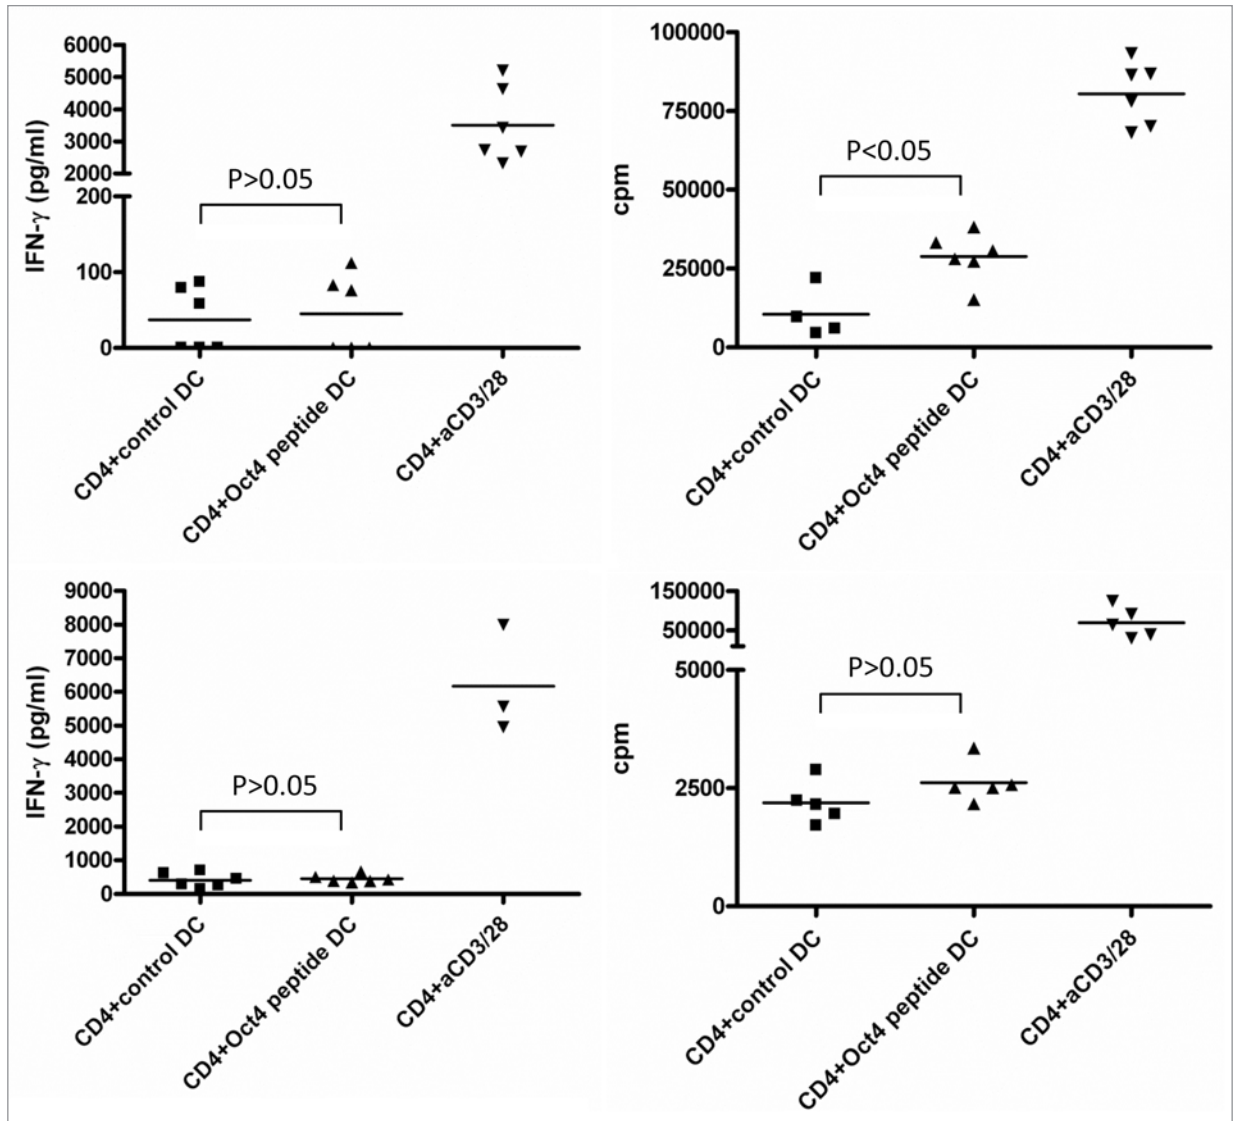 6000
5000
4000
3000
2000
200
100
0
IFN-γ (pg/ml)
P>0.05
CD4+control DC
CD4+Oct4 peptide DC
CD4+aCD3/28
100000
75000
50000
25000
0
cpm
P<0.05
CD4+control DC
CD4+Oct4 peptide DC
CD4+aCD3/28
9000
8000
7000
6000
5000
4000
3000
2000
1000
0
IFN-γ (pg/ml)
P>0.05
CD4+control DC
CD4+Oct4 peptide DC
CD4+aCD3/28
150000
50000
5000
2500
0
cpm
P>0.05
CD4+control DC
CD4+Oct4 peptide DC
CD4+aCD3/28